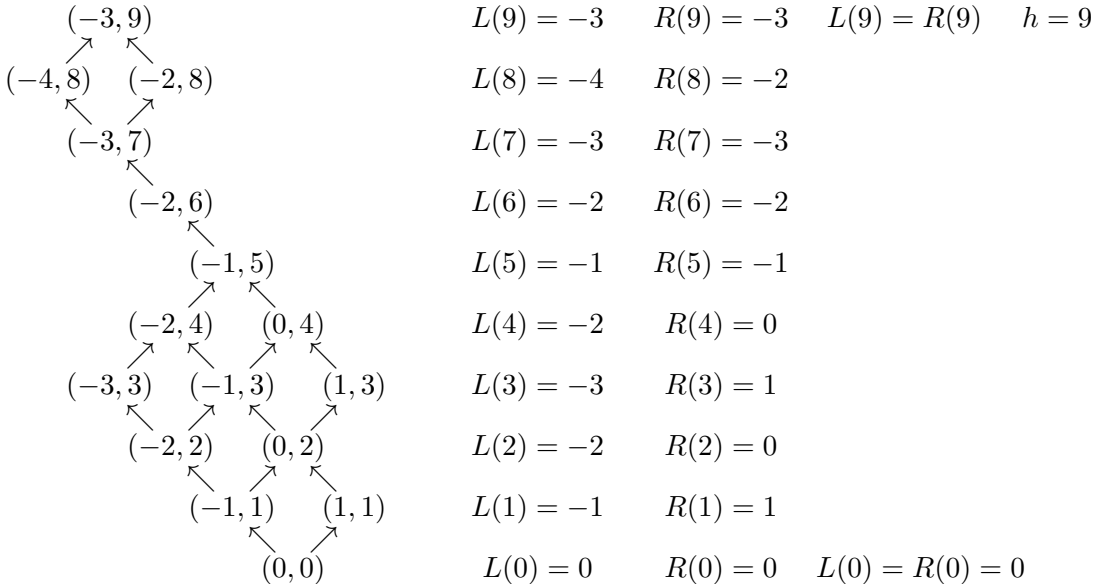 (−3, 9) L(9) = −3 R(9) = −3 L(9) = R(9) h = 9
(−4, 8) (−2, 8) L(8) = −4 R(8) = −2
(−3, 7) L(7) = −3 R(7) = −3
(−2, 6) L(6) = −2 R(6) = −2
(−1, 5) L(5) = −1 R(5) = −1
(−2, 4) (0, 4) L(4) = −2 R(4) = 0
(−3, 3) (−1, 3) (1, 3) L(3) = −3 R(3) = 1
(−2, 2) (0, 2) L(2) = −2 R(2) = 0
(−1, 1) (1, 1) L(1) = −1 R(1) = 1
(0, 0) L(0) = 0 R(0) = 0 L(0) = R(0) = 0